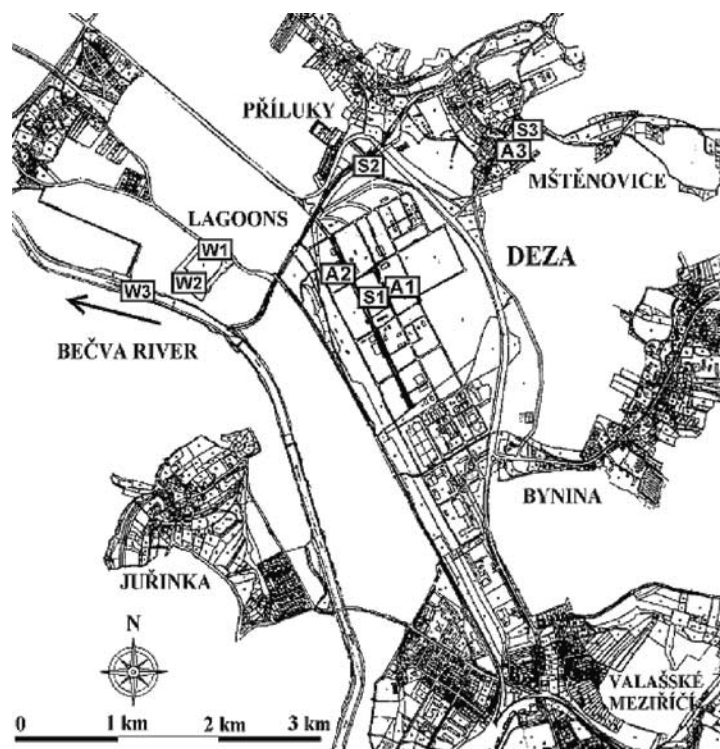 PŘÍLUKY
S3
A3
S2
MŠTĚNOVICE
LAGOONS
W1
DEZA
A2
W2
A1
W3
S1
BEČVA RIVER
BYNINA
JUŘINKA
N
VALAŠSKÉ
MEZIŘÍČÍ
0 1 km 2 km 3 km